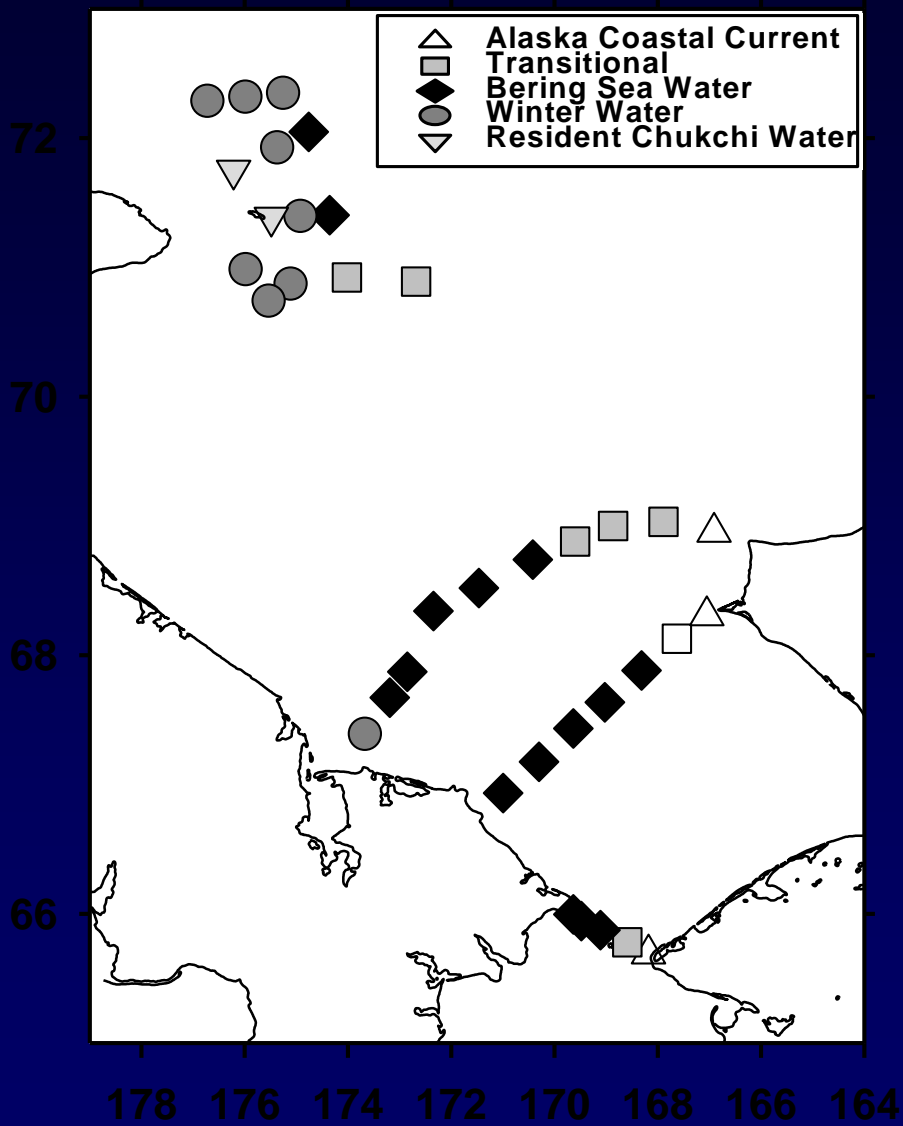 Alaska Coastal Current
Transitional
Bering Sea Water
Winter Water
Resident Chukchi Water
72
70
68
66
178 176 174 172 170 168 166 164